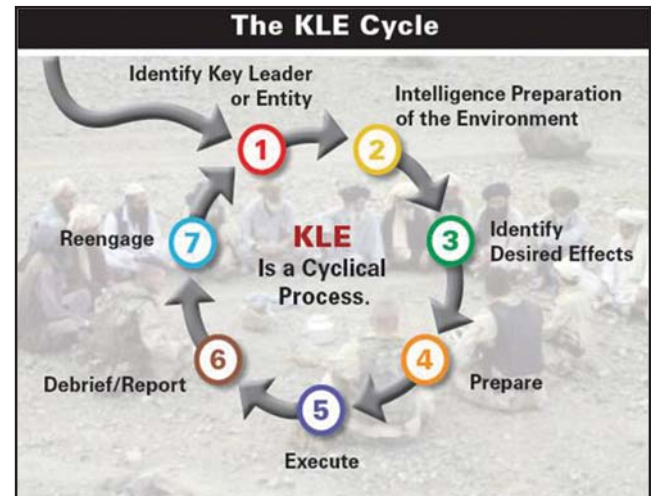 The KLE Cycle
Identify Key Leader
or Entity
1
Intelligence Preparation
of the Environment
2
3
Identify
Desired Effects
4
Prepare
5
Execute
6
Debrief/Report
7
Reengage
KLE
Is a Cyclical
Process.